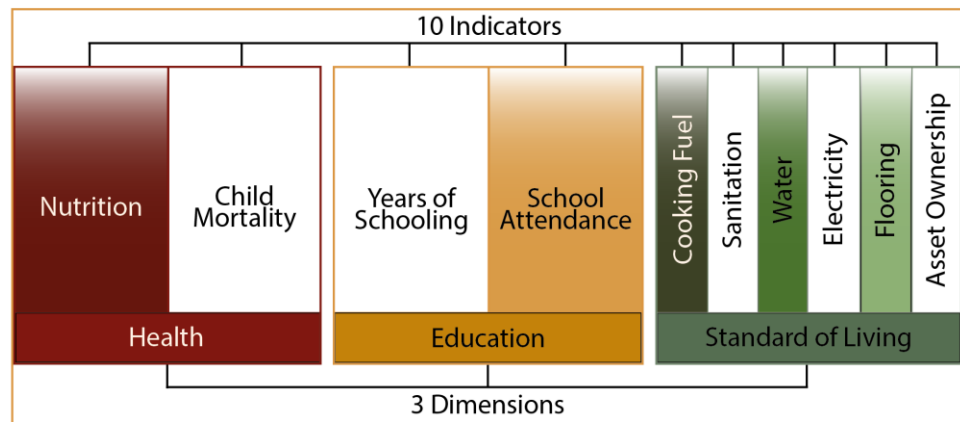 10 Indicators
Nutrition
Child
Mortality
Years of
Schooling
School
Attendance
Cooking Fuel
Sanitation
Water
Electricity
Flooring
Asset Ownership
Health
Education
Standard of Living
3 Dimensions